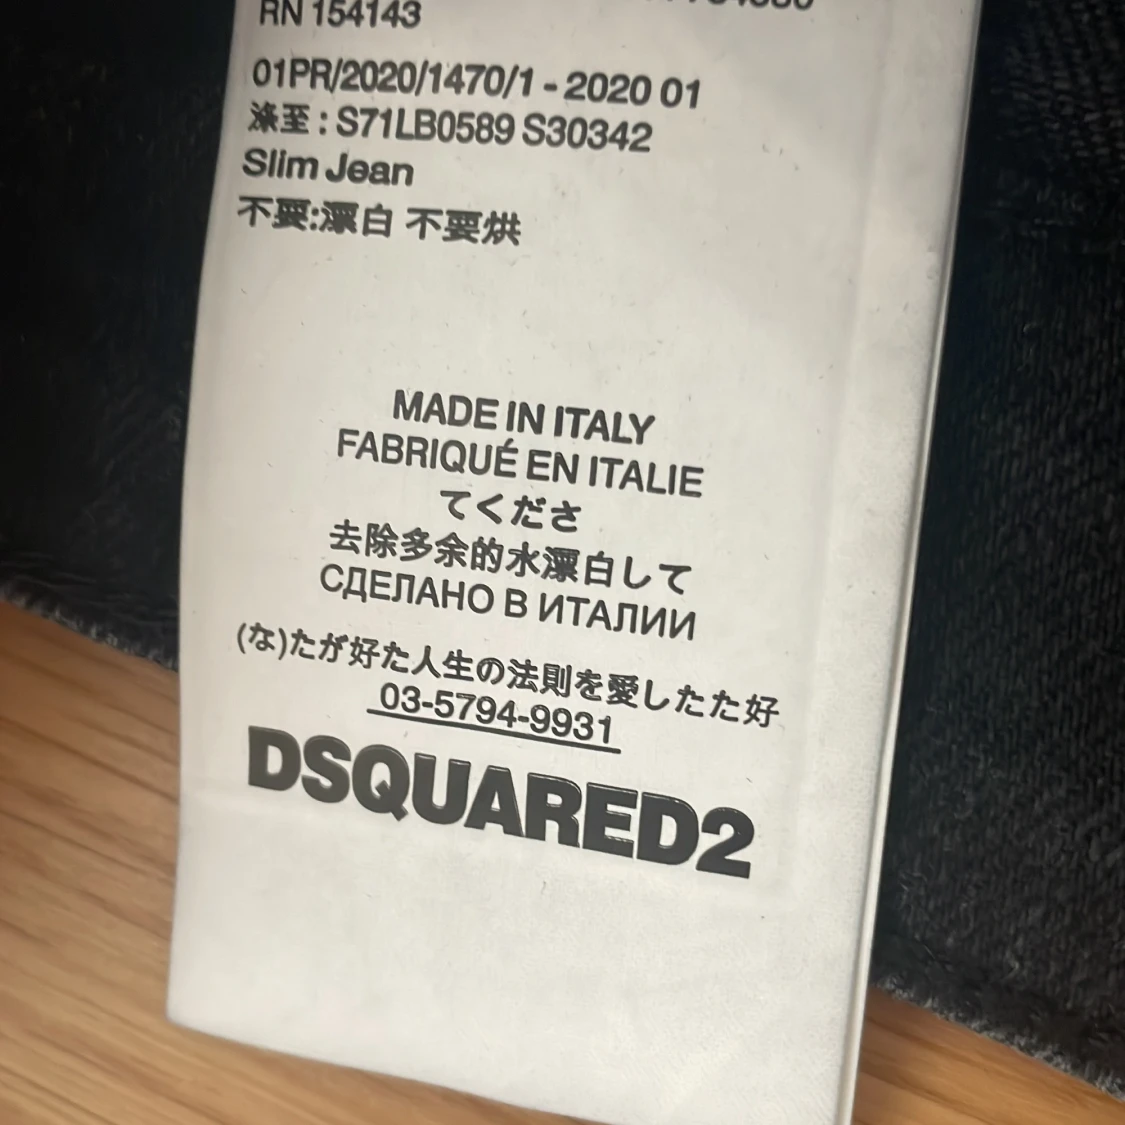 RN 154143
01PR/2020/1470/1 - 2020 01
涤至 : S71LB0589 S30342
Slim Jean
不要:漂白 不要烘
MADE IN ITALY
FABRIQUÉ EN ITALIE
てくださ
去除多余的水漂白して
СДЕЛАНО В ИТАЛИИ
(な)たが好た人生の法則を愛したた好
03-5794-9931
DSQUARED2